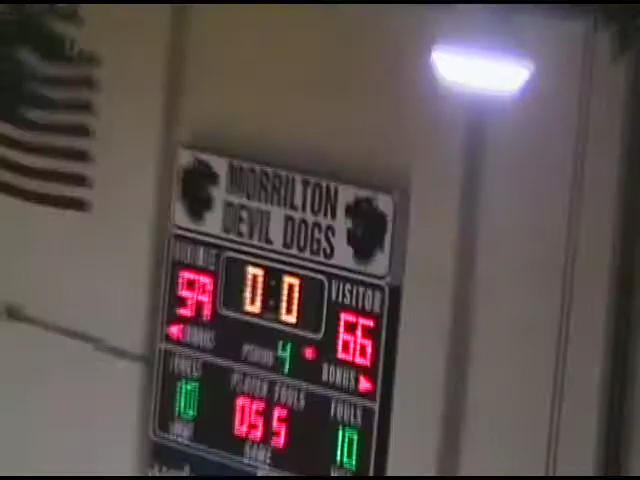 MORRILTON
DEVIL DOGS
HOME 0:0 VISITOR
59 66
BONUS PERIOD 4 BONUS
FOULS PLAYER FOULS FOULS
10 05 5 10